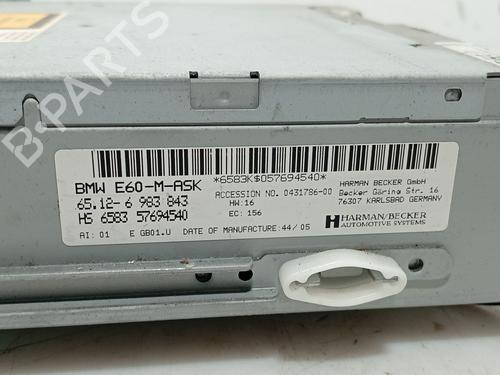 *6583K$057694540*
BMW E60-M-ASK
65.12-6 983 843
HS 6583 57694540
AI: 01 E GB01.U DATE OF MANUFACTURE: 44/05
ACCESSION NO. 0431786-00
HW: 16
EC: 156
HARMAN BECKER GmbH
Becker Göring Str. 16
76307 KARLSBAD GERMANY
HARMAN/BECKER
AUTOMOTIVE SYSTEMS
B-PARTS